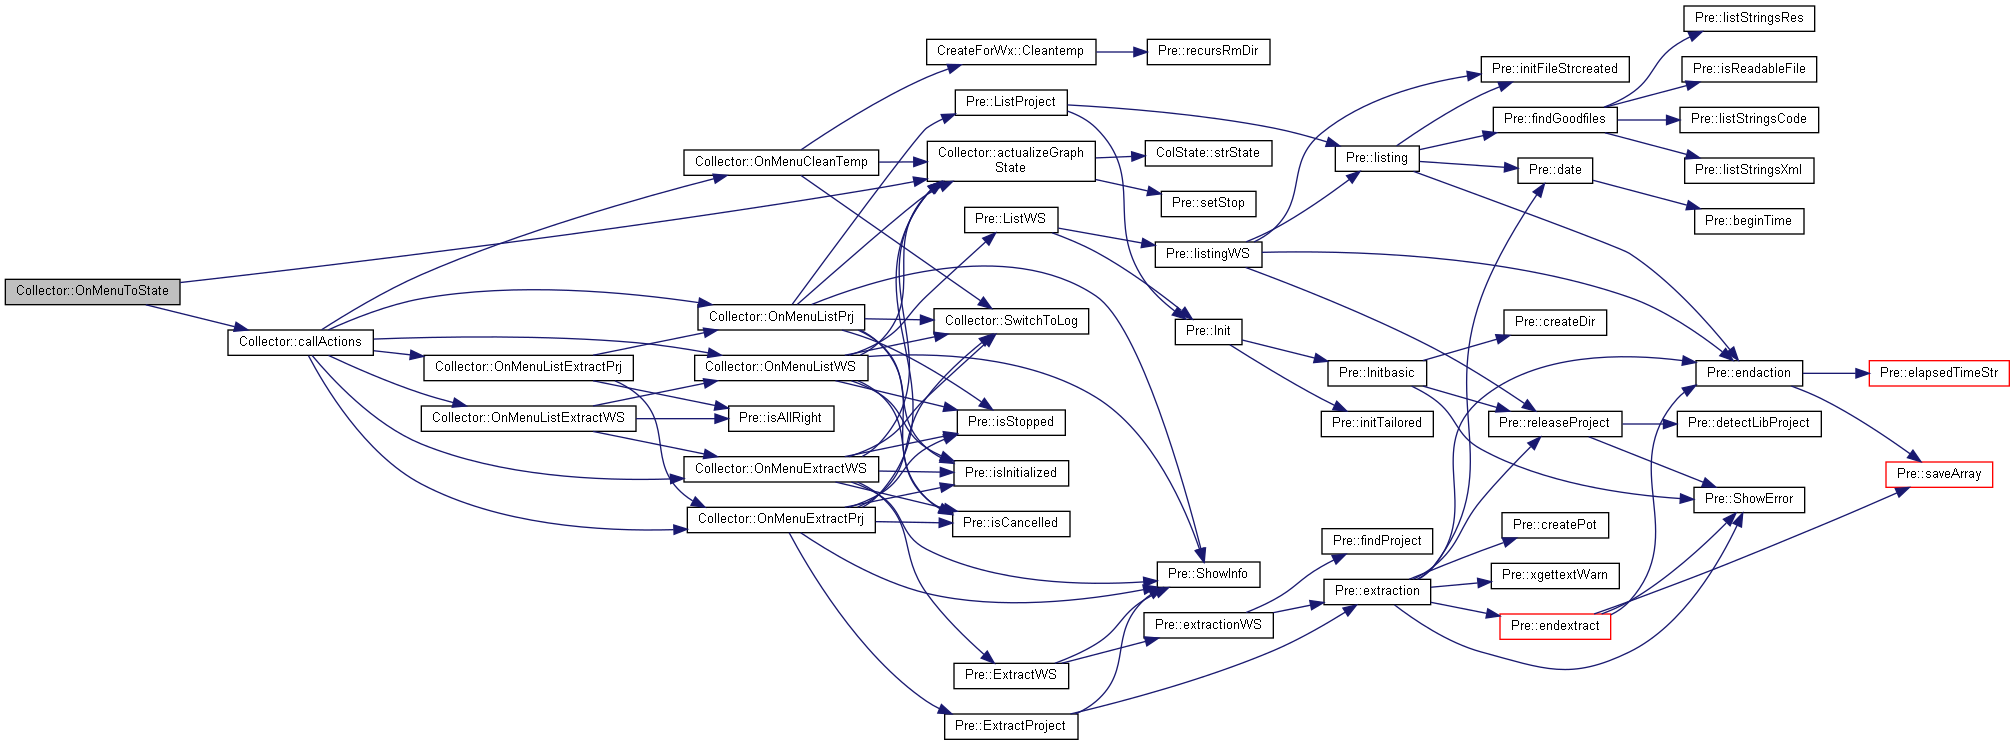 Collector::OnMenuToState
Collector::callActions
Collector::OnMenuCleanTemp
Collector::OnMenuListPrj
Collector::OnMenuListExtractPrj
Collector::OnMenuListWS
Collector::OnMenuListExtractWS
Pre::isAllRight
Collector::OnMenuExtractWS
Collector::OnMenuExtractPrj
CreateForWx::Cleantemp
Pre::ListProject
Collector::actualizeGraph
State
Pre::ListWS
Collector::SwitchToLog
Pre::isStopped
Pre::isInitialized
Pre::isCancelled
Pre::ExtractWS
Pre::ExtractProject
Pre::recursRmDir
ColState::strState
Pre::setStop
Pre::listingWS
Pre::Init
Pre::ShowInfo
Pre::extractionWS
Pre::listing
Pre::Initbasic
Pre::initTailored
Pre::findProject
Pre::extraction
Pre::initFileStrcreated
Pre::findGoodfiles
Pre::date
Pre::createDir
Pre::releaseProject
Pre::createPot
Pre::xgettextWarn
Pre::endextract
Pre::listStringsRes
Pre::isReadableFile
Pre::listStringsCode
Pre::listStringsXml
Pre::beginTime
Pre::endaction
Pre::detectLibProject
Pre::ShowError
Pre::elapsedTimeStr
Pre::saveArray